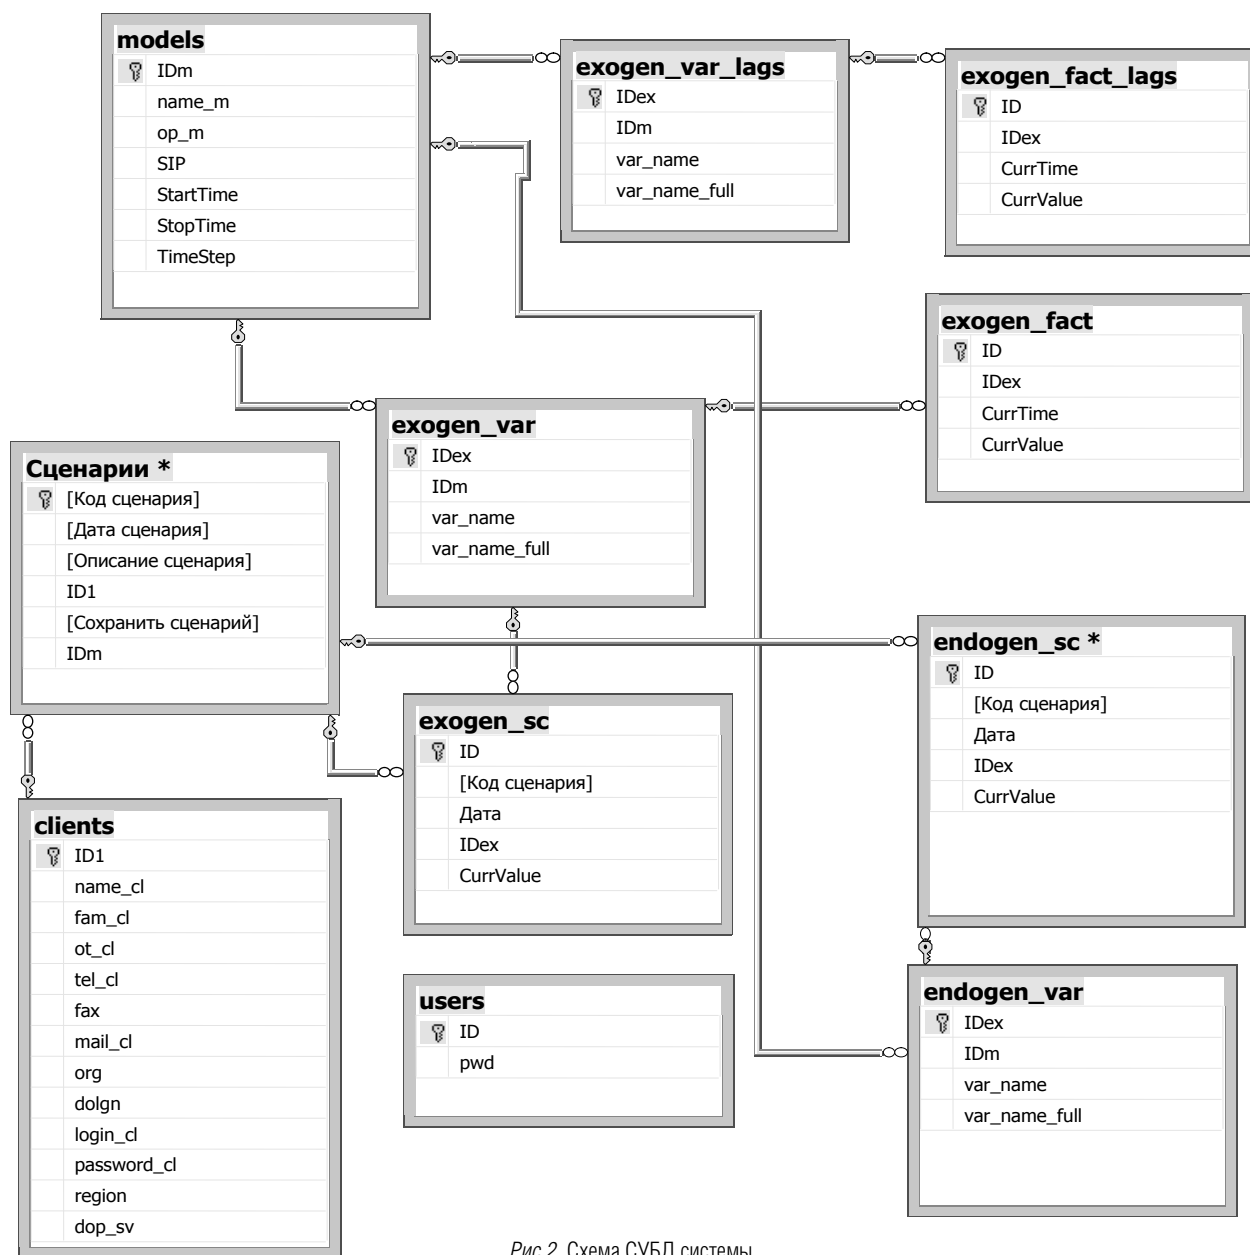 models
IDm
name_m
op_m
SIP
StartTime
StopTime
TimeStep
exogen_var_lags
IDex
IDm
var_name
var_name_full
exogen_fact_lags
ID
IDex
CurrTime
CurrValue
exogen_fact
ID
IDex
CurrTime
CurrValue
exogen_var
IDex
IDm
var_name
var_name_full
Сценарии *
[Код сценария]
[Дата сценария]
[Описание сценария]
ID1
[Сохранить сценарий]
IDm
endogen_sc *
ID
[Код сценария]
Дата
IDex
CurrValue
exogen_sc
ID
[Код сценария]
Дата
IDex
CurrValue
clients
ID1
name_cl
fam_cl
ot_cl
tel_cl
fax
mail_cl
org
dolgn
login_cl
password_cl
region
dop_sv
users
ID
pwd
endogen_var
IDex
IDm
var_name
var_name_full
Рис.2. Схема СУБД системы